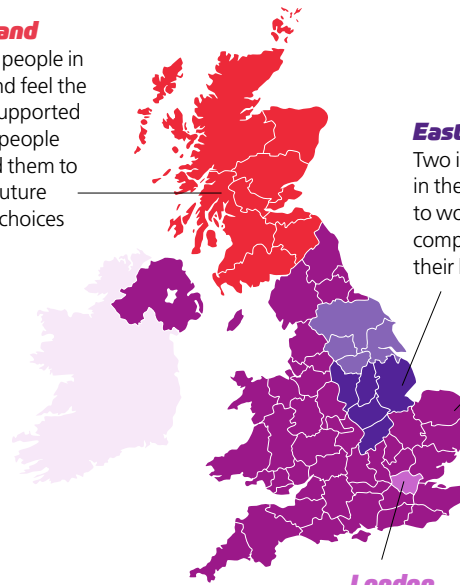 and
people in
nd feel the
upported
people
d them to
uture
choices
East
Two i
in the
to wo
comp
their
London